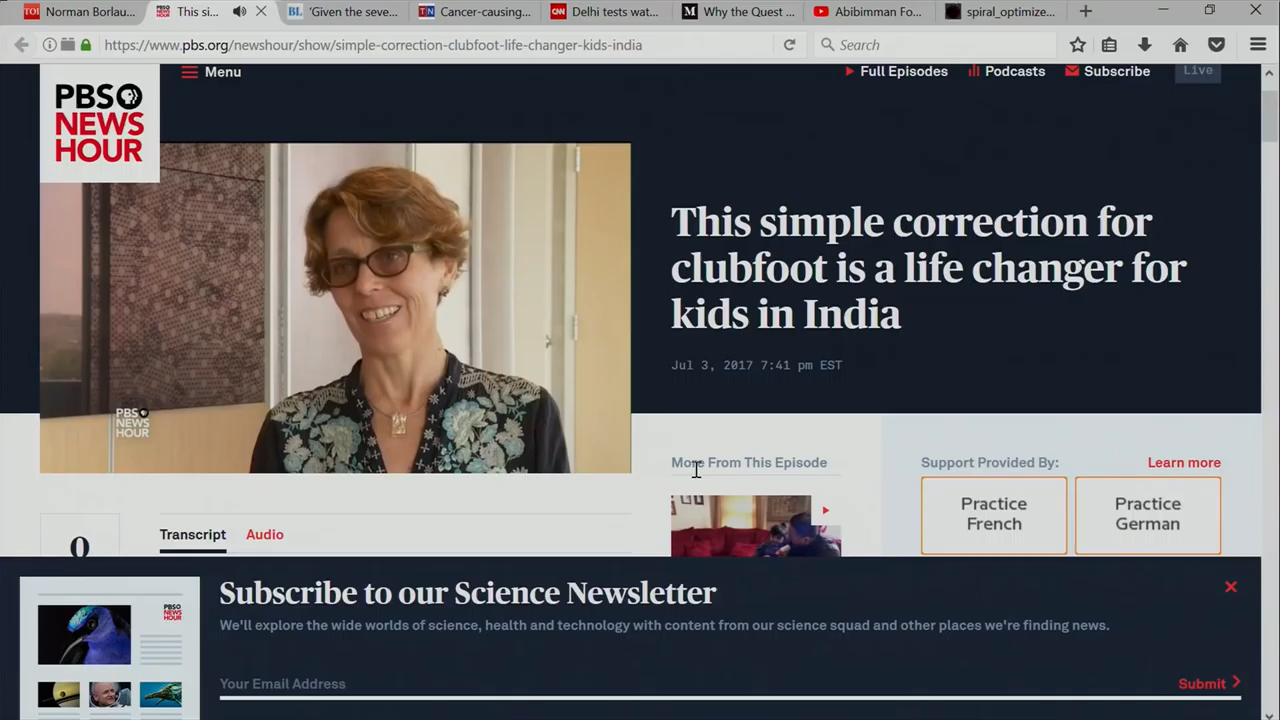 Norman Borlau...
This si...
'Given the seve...
Cancer-causing...
Delhi tests wat...
Why the Quest ...
Abibimman Fo...
spiral_optimize...
https://www.pbs.org/newshour/show/simple-correction-clubfoot-life-changer-kids-india
Search
PBS
NEWS
HOUR
Menu
Full Episodes
Podcasts
Subscribe
Live
This simple correction for
clubfoot is a life changer for
kids in India
Jul 3, 2017 7:41 pm EST
PBS
NEWS
HOUR
More From This Episode
Support Provided By:
Learn more
Practice
French
Practice
German
0
Transcript
Audio
PBS
NEWS
HOUR
Subscribe to our Science Newsletter
We'll explore the wide worlds of science, health and technology with content from our science squad and other places we're finding news.
Your Email Address
Submit